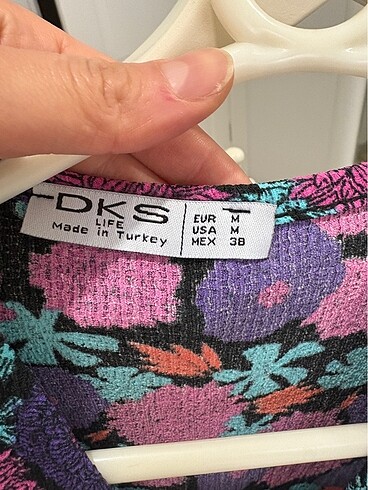 DKS
LIFE
Made in Turkey
EUR M
USA M
MEX 38